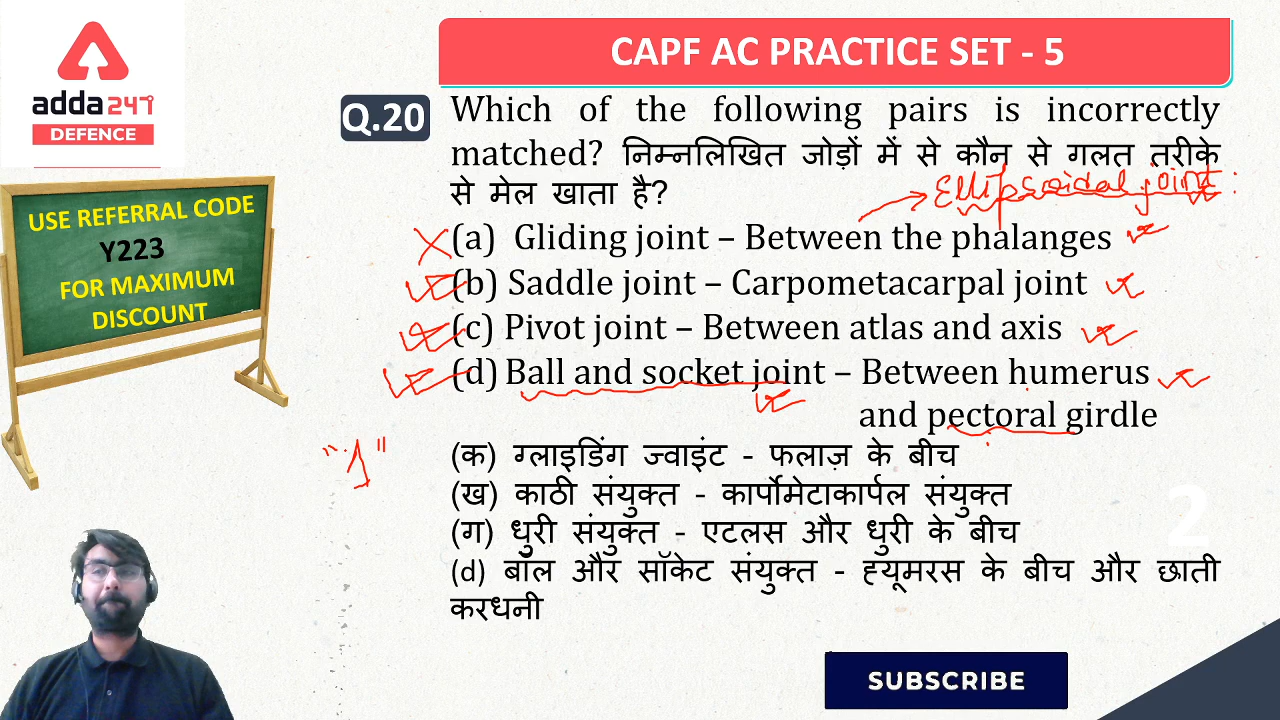 adda247
DEFENCE
CAPF AC PRACTICE SET - 5
USE REFERRAL CODE
Y223
FOR MAXIMUM
DISCOUNT
Q.20
Which of the following pairs is incorrectly
matched? निम्नलिखित जोड़ों में से कौन से गलत तरीके
से मेल खाता है?
Ellipsoidal joint:
(a) Gliding joint – Between the phalanges
(b) Saddle joint – Carpometacarpal joint
(c) Pivot joint – Between atlas and axis
(d) Ball and socket joint – Between humerus
and pectoral girdle
"1"
(क) ग्लाइडिंग ज्वाइंट - फलाज़ के बीच
(ख) काठी संयुक्त - कार्पोमेटाकार्पल संयुक्त
(ग) धुरी संयुक्त - एटलस और धुरी के बीच
(d) बॉल और सॉकेट संयुक्त - ह्यूमरस के बीच और छाती
करधनी
2
SUBSCRIBE